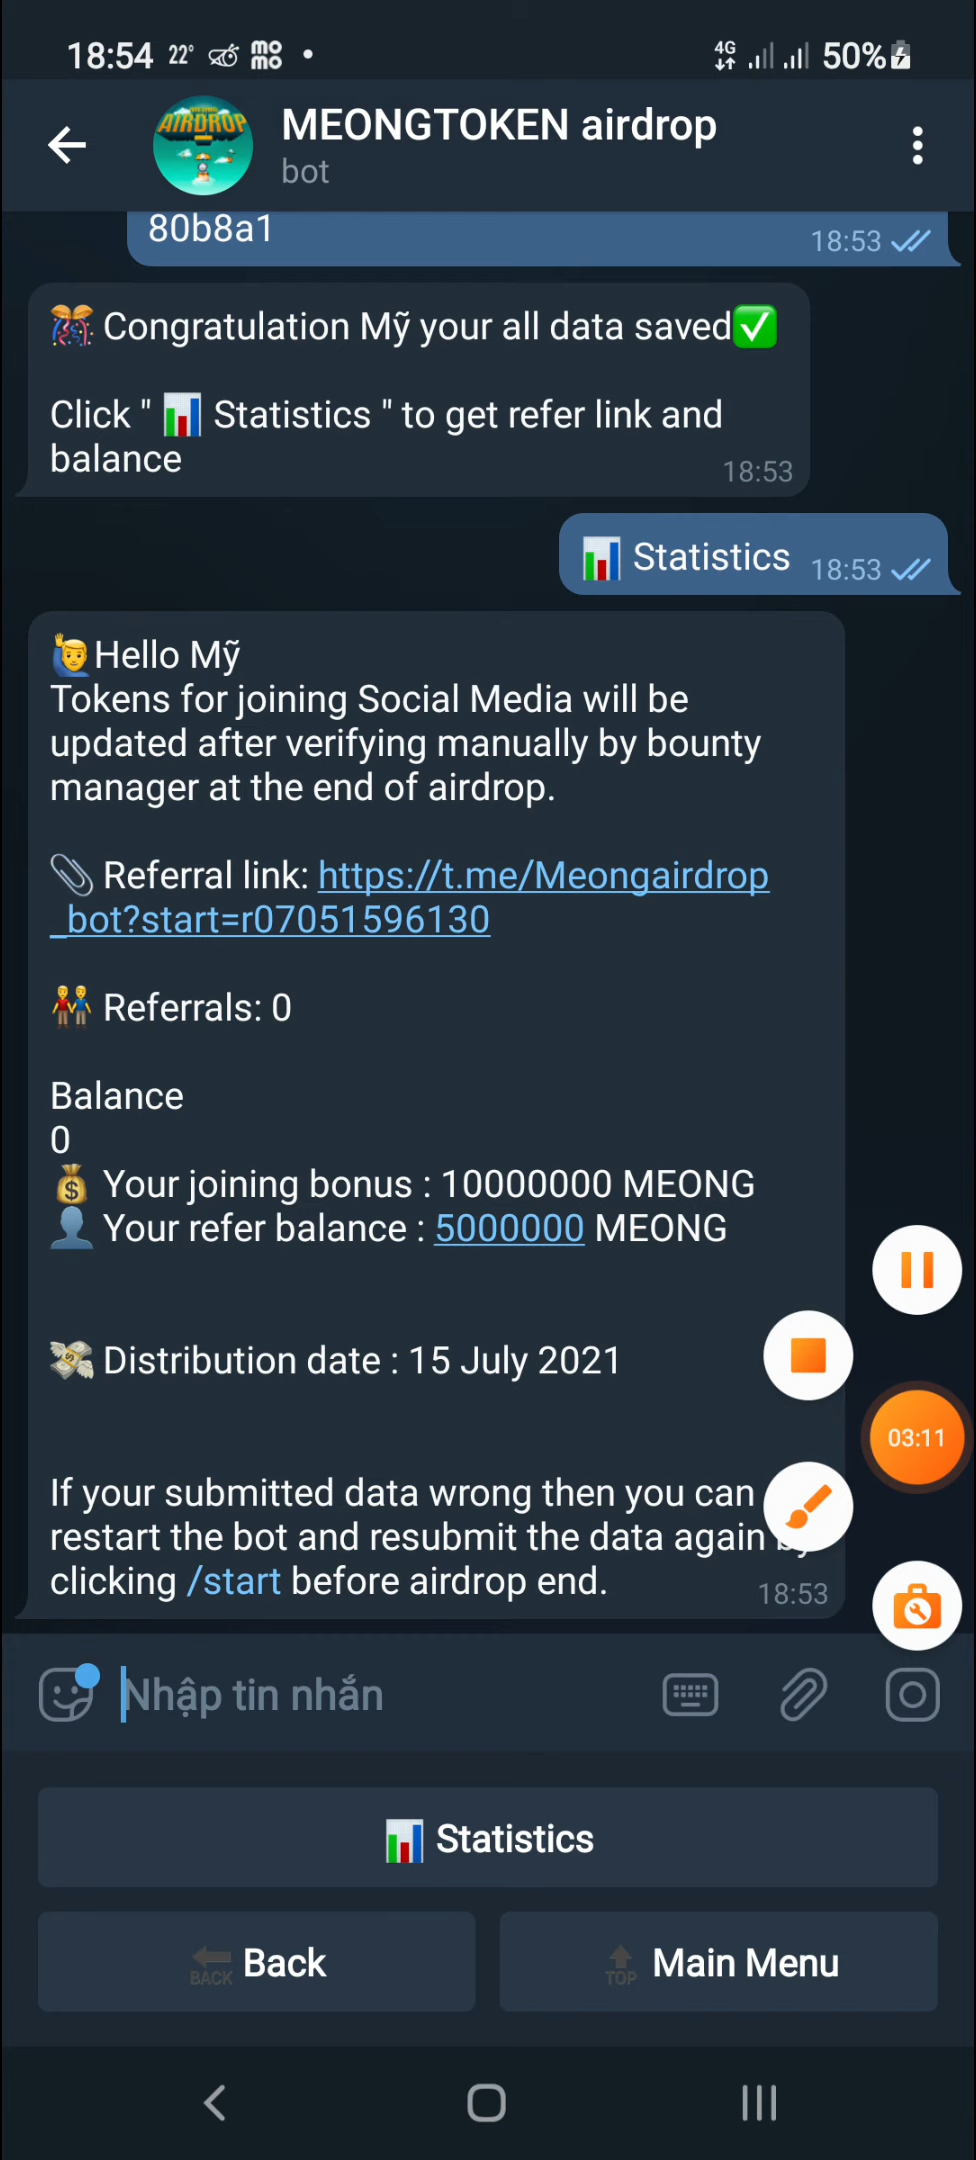 18:54 22° mo mo 4G 50%
AIRDROP
MEONGTOKEN airdrop
bot
80b8a1
18:53
Congratulation Mỹ your all data saved
Click " Statistics " to get refer link and
balance
18:53
Statistics 18:53
Hello Mỹ
Tokens for joining Social Media will be
updated after verifying manually by bounty
manager at the end of airdrop.
Referral link: https://t.me/Meongairdrop
_bot?start=r07051596130
Referrals: 0
Balance
0
Your joining bonus : 10000000 MEONG
Your refer balance : 5000000 MEONG
Distribution date : 15 July 2021
03:11
If your submitted data wrong then you can
restart the bot and resubmit the data again
clicking /start before airdrop end.
18:53
Nhập tin nhắn
Statistics
BACK Back
TOP Main Menu